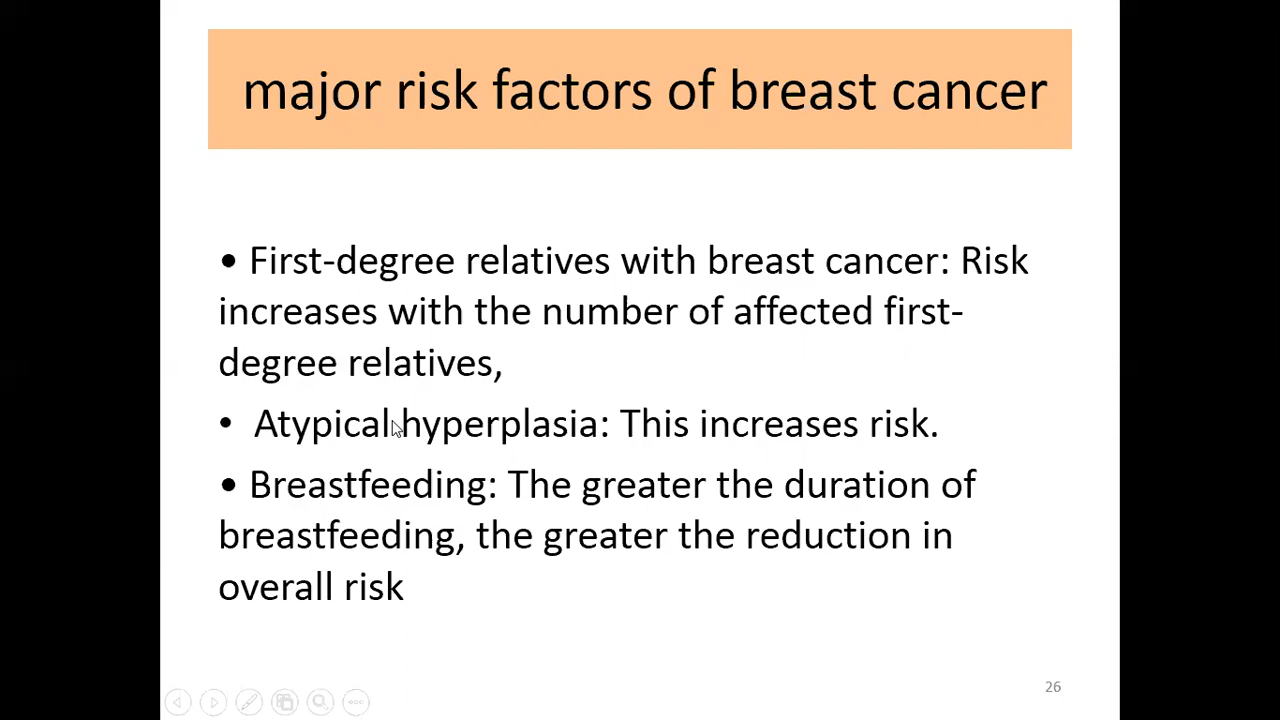 major risk factors of breast cancer
• First-degree relatives with breast cancer: Risk
increases with the number of affected first-
degree relatives,
• Atypical hyperplasia: This increases risk.
• Breastfeeding: The greater the duration of
breastfeeding, the greater the reduction in
overall risk
26